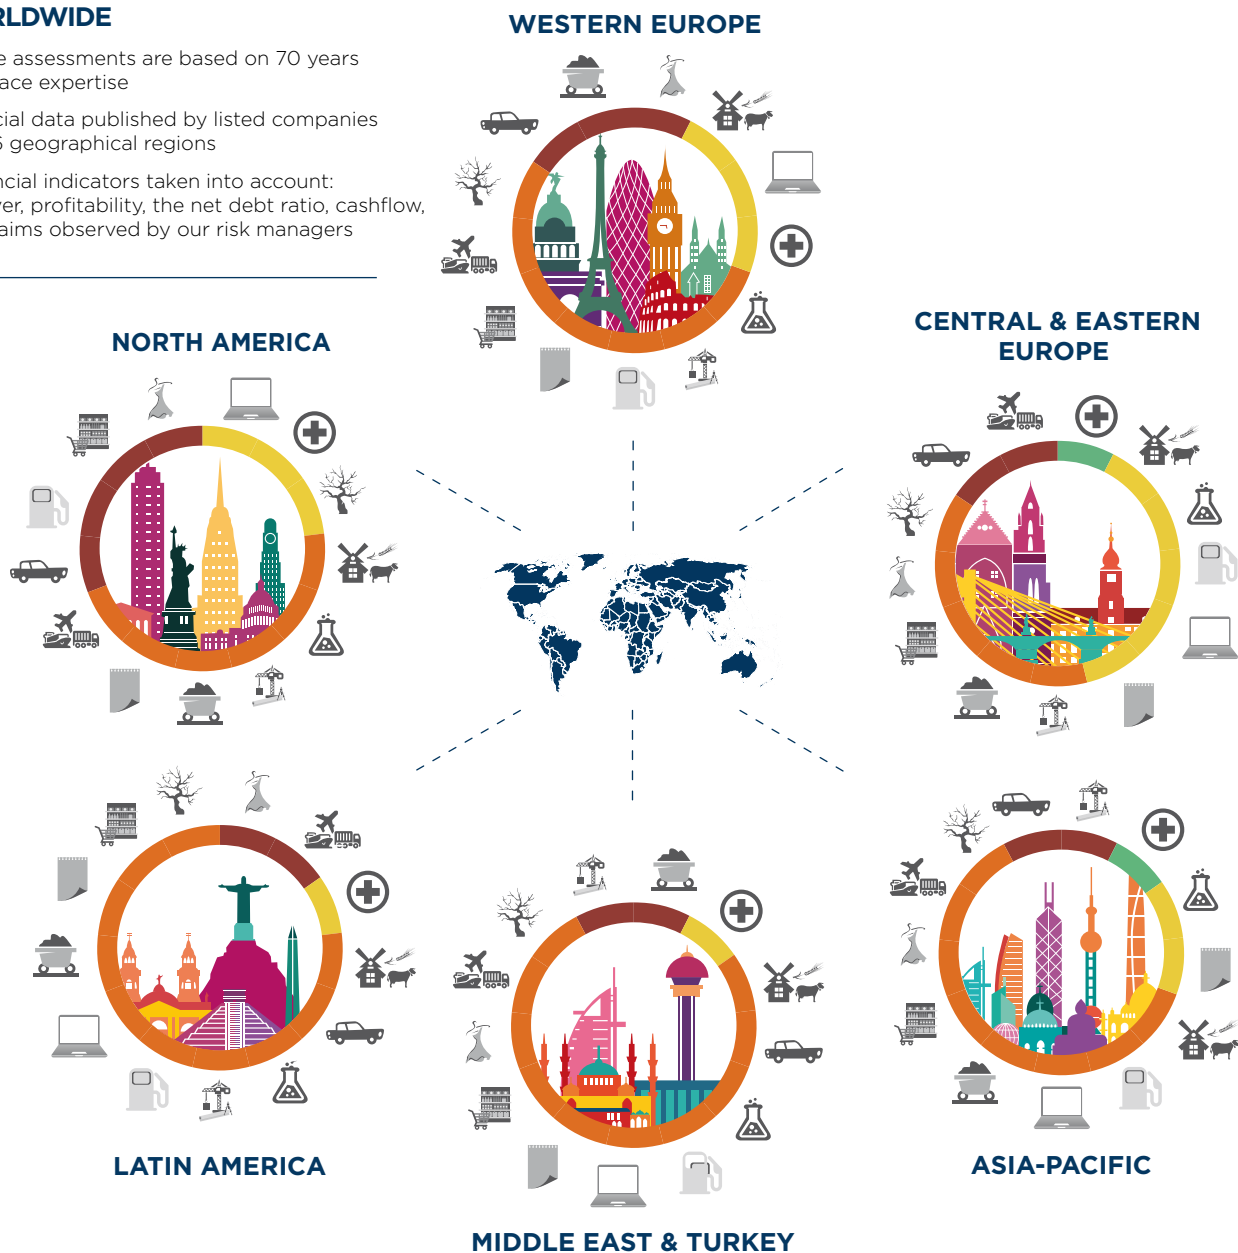 RLDWIDE
e assessments are based on 70 years
ace expertise
cial data published by listed companies
6 geographical regions
ncial indicators taken into account:
er, profitability, the net debt ratio, cashflow,
aims observed by our risk managers
WESTERN EUROPE
NORTH AMERICA
CENTRAL & EASTERN
EUROPE
LATIN AMERICA
ASIA-PACIFIC
MIDDLE EAST & TURKEY